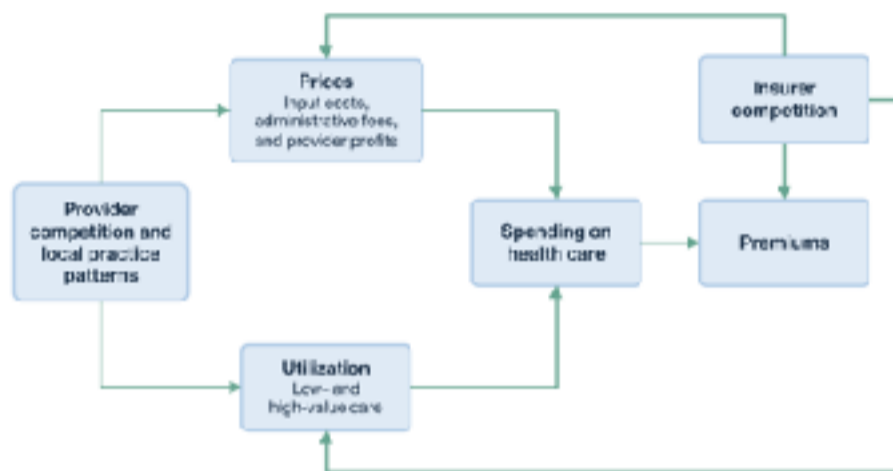 Prices
Input costs,
administrative fees,
and provider profits
Insurer
competition
Provider
competition and
local practice
patterns
Spending on
health care
Premiums
Utilization
Low- and
high-value care